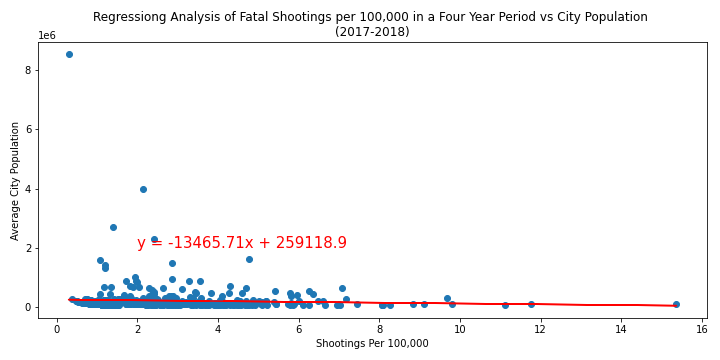 Regressiong Analysis of Fatal Shootings per 100,000 in a Four Year Period vs City Population
(2017-2018)
1e6
8
6
4
2
0
Average City Population
y = -13465.71x + 259118.9
0 2 4 6 8 10 12 14 16
Shootings Per 100,000